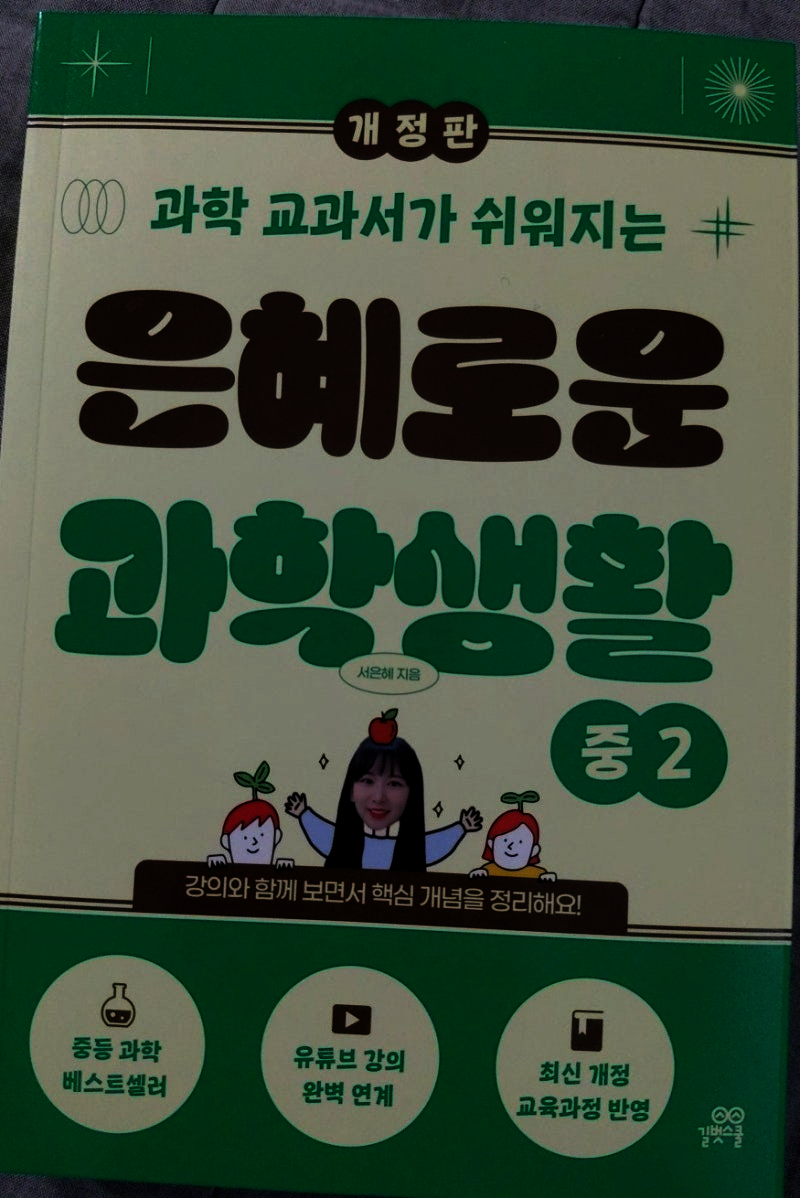 개정판
과학 교과서가 쉬워지는
은혜로운
과학생활
서은혜 지음
중2
강의와 함께 보면서 핵심 개념을 정리해요!
중등 과학
베스트셀러
유튜브 강의
완벽 연계
최신 개정
교육과정 반영
길벗스쿨